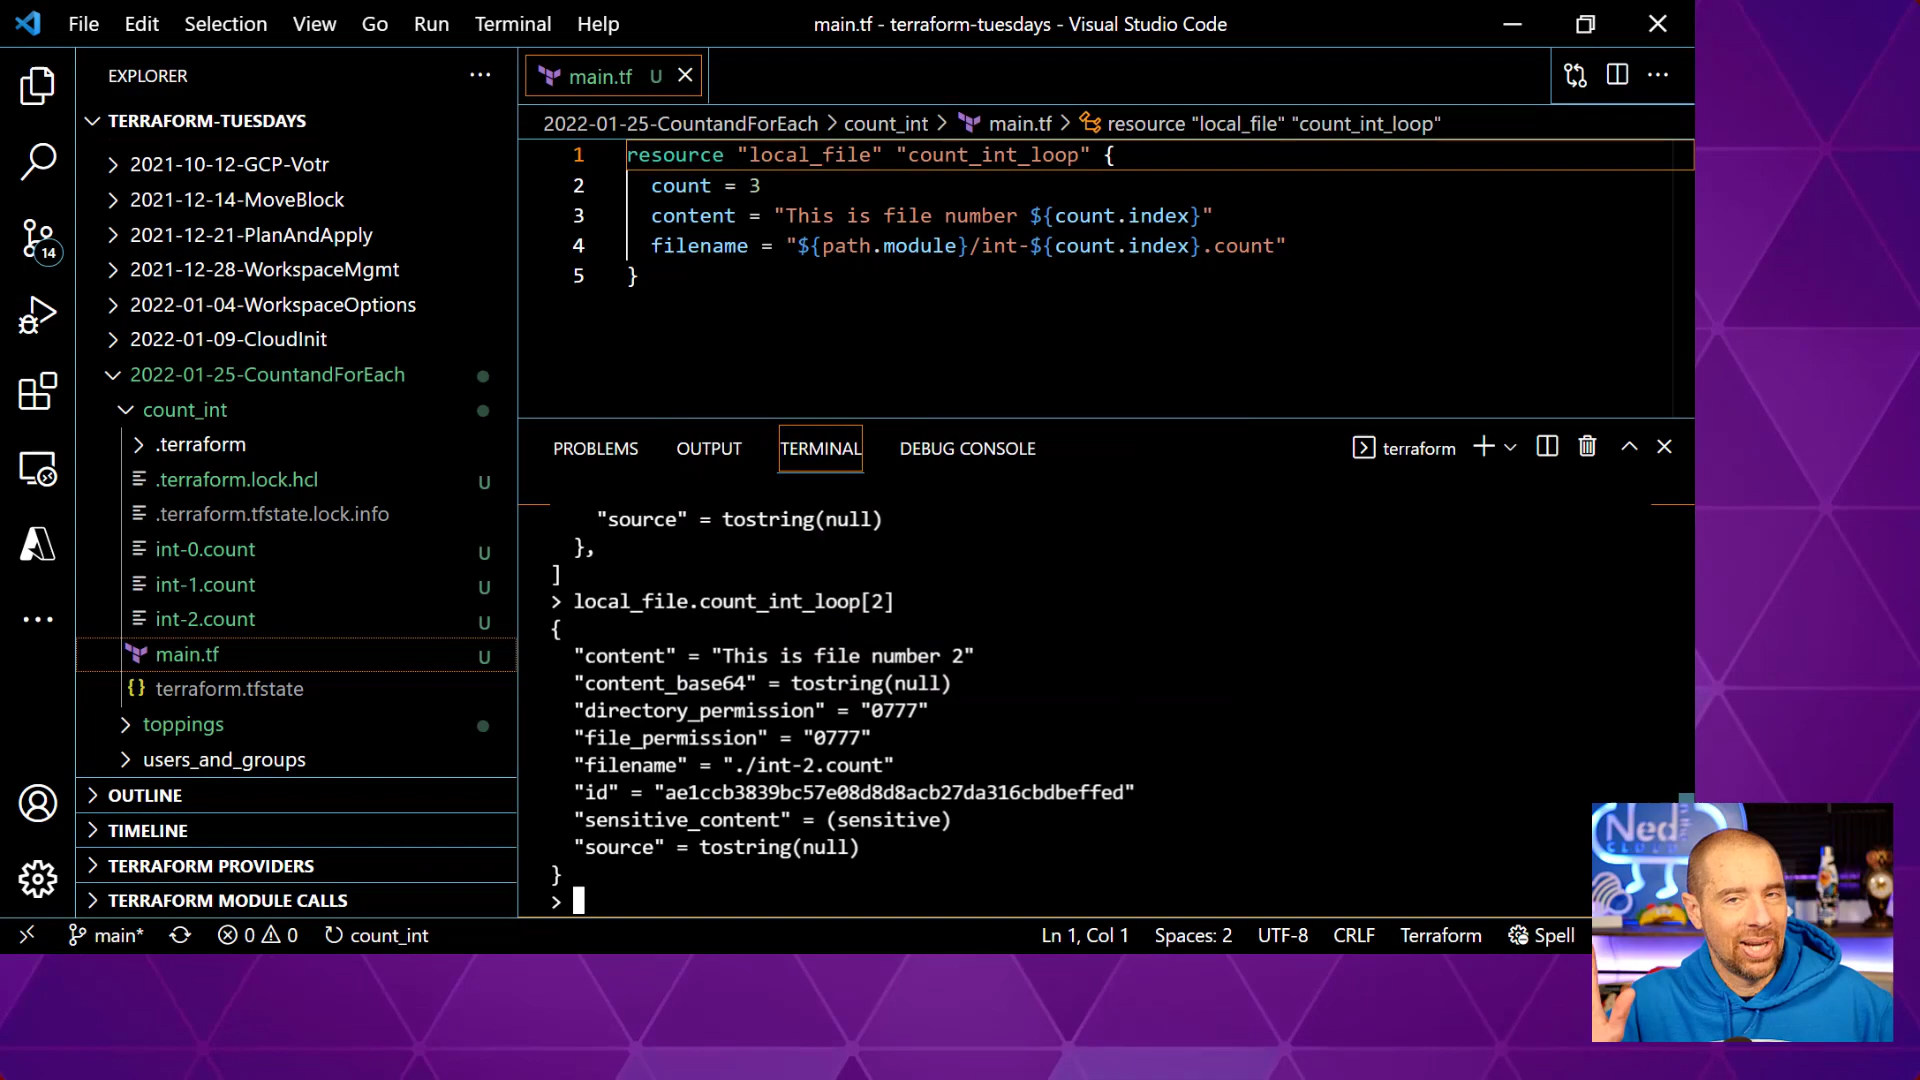 File Edit Selection View Go Run Terminal Help
main.tf - terraform-tuesdays - Visual Studio Code
EXPLORER
TERRAFORM-TUESDAYS
2021-10-12-GCP-Votr
2021-12-14-MoveBlock
2021-12-21-PlanAndApply
2021-12-28-WorkspaceMgmt
2022-01-04-WorkspaceOptions
2022-01-09-CloudInit
2022-01-25-CountandForEach
count_int
.terraform
.terraform.lock.hcl U
.terraform.tfstate.lock.info
int-0.count U
int-1.count U
int-2.count U
main.tf U
{} terraform.tfstate
toppings
users_and_groups
OUTLINE
TIMELINE
TERRAFORM PROVIDERS
TERRAFORM MODULE CALLS
14
main.tf U
2022-01-25-CountandForEach > count_int > main.tf > resource "local_file" "count_int_loop"
1 resource "local_file" "count_int_loop" {
2 count = 3
3 content = "This is file number ${count.index}"
4 filename = "${path.module}/int-${count.index}.count"
5 }
PROBLEMS OUTPUT TERMINAL DEBUG CONSOLE
terraform
"source" = tostring(null)
},
]
> local_file.count_int_loop[2]
{
"content" = "This is file number 2"
"content_base64" = tostring(null)
"directory_permission" = "0777"
"file_permission" = "0777"
"filename" = "./int-2.count"
"id" = "ae1ccb3839bc57e08d8d8acb27da316cbdbeffed"
"sensitive_content" = (sensitive)
"source" = tostring(null)
}
>
main* 0 0 count_int
Ln 1, Col 1 Spaces: 2 UTF-8 CRLF Terraform Spell
Ned